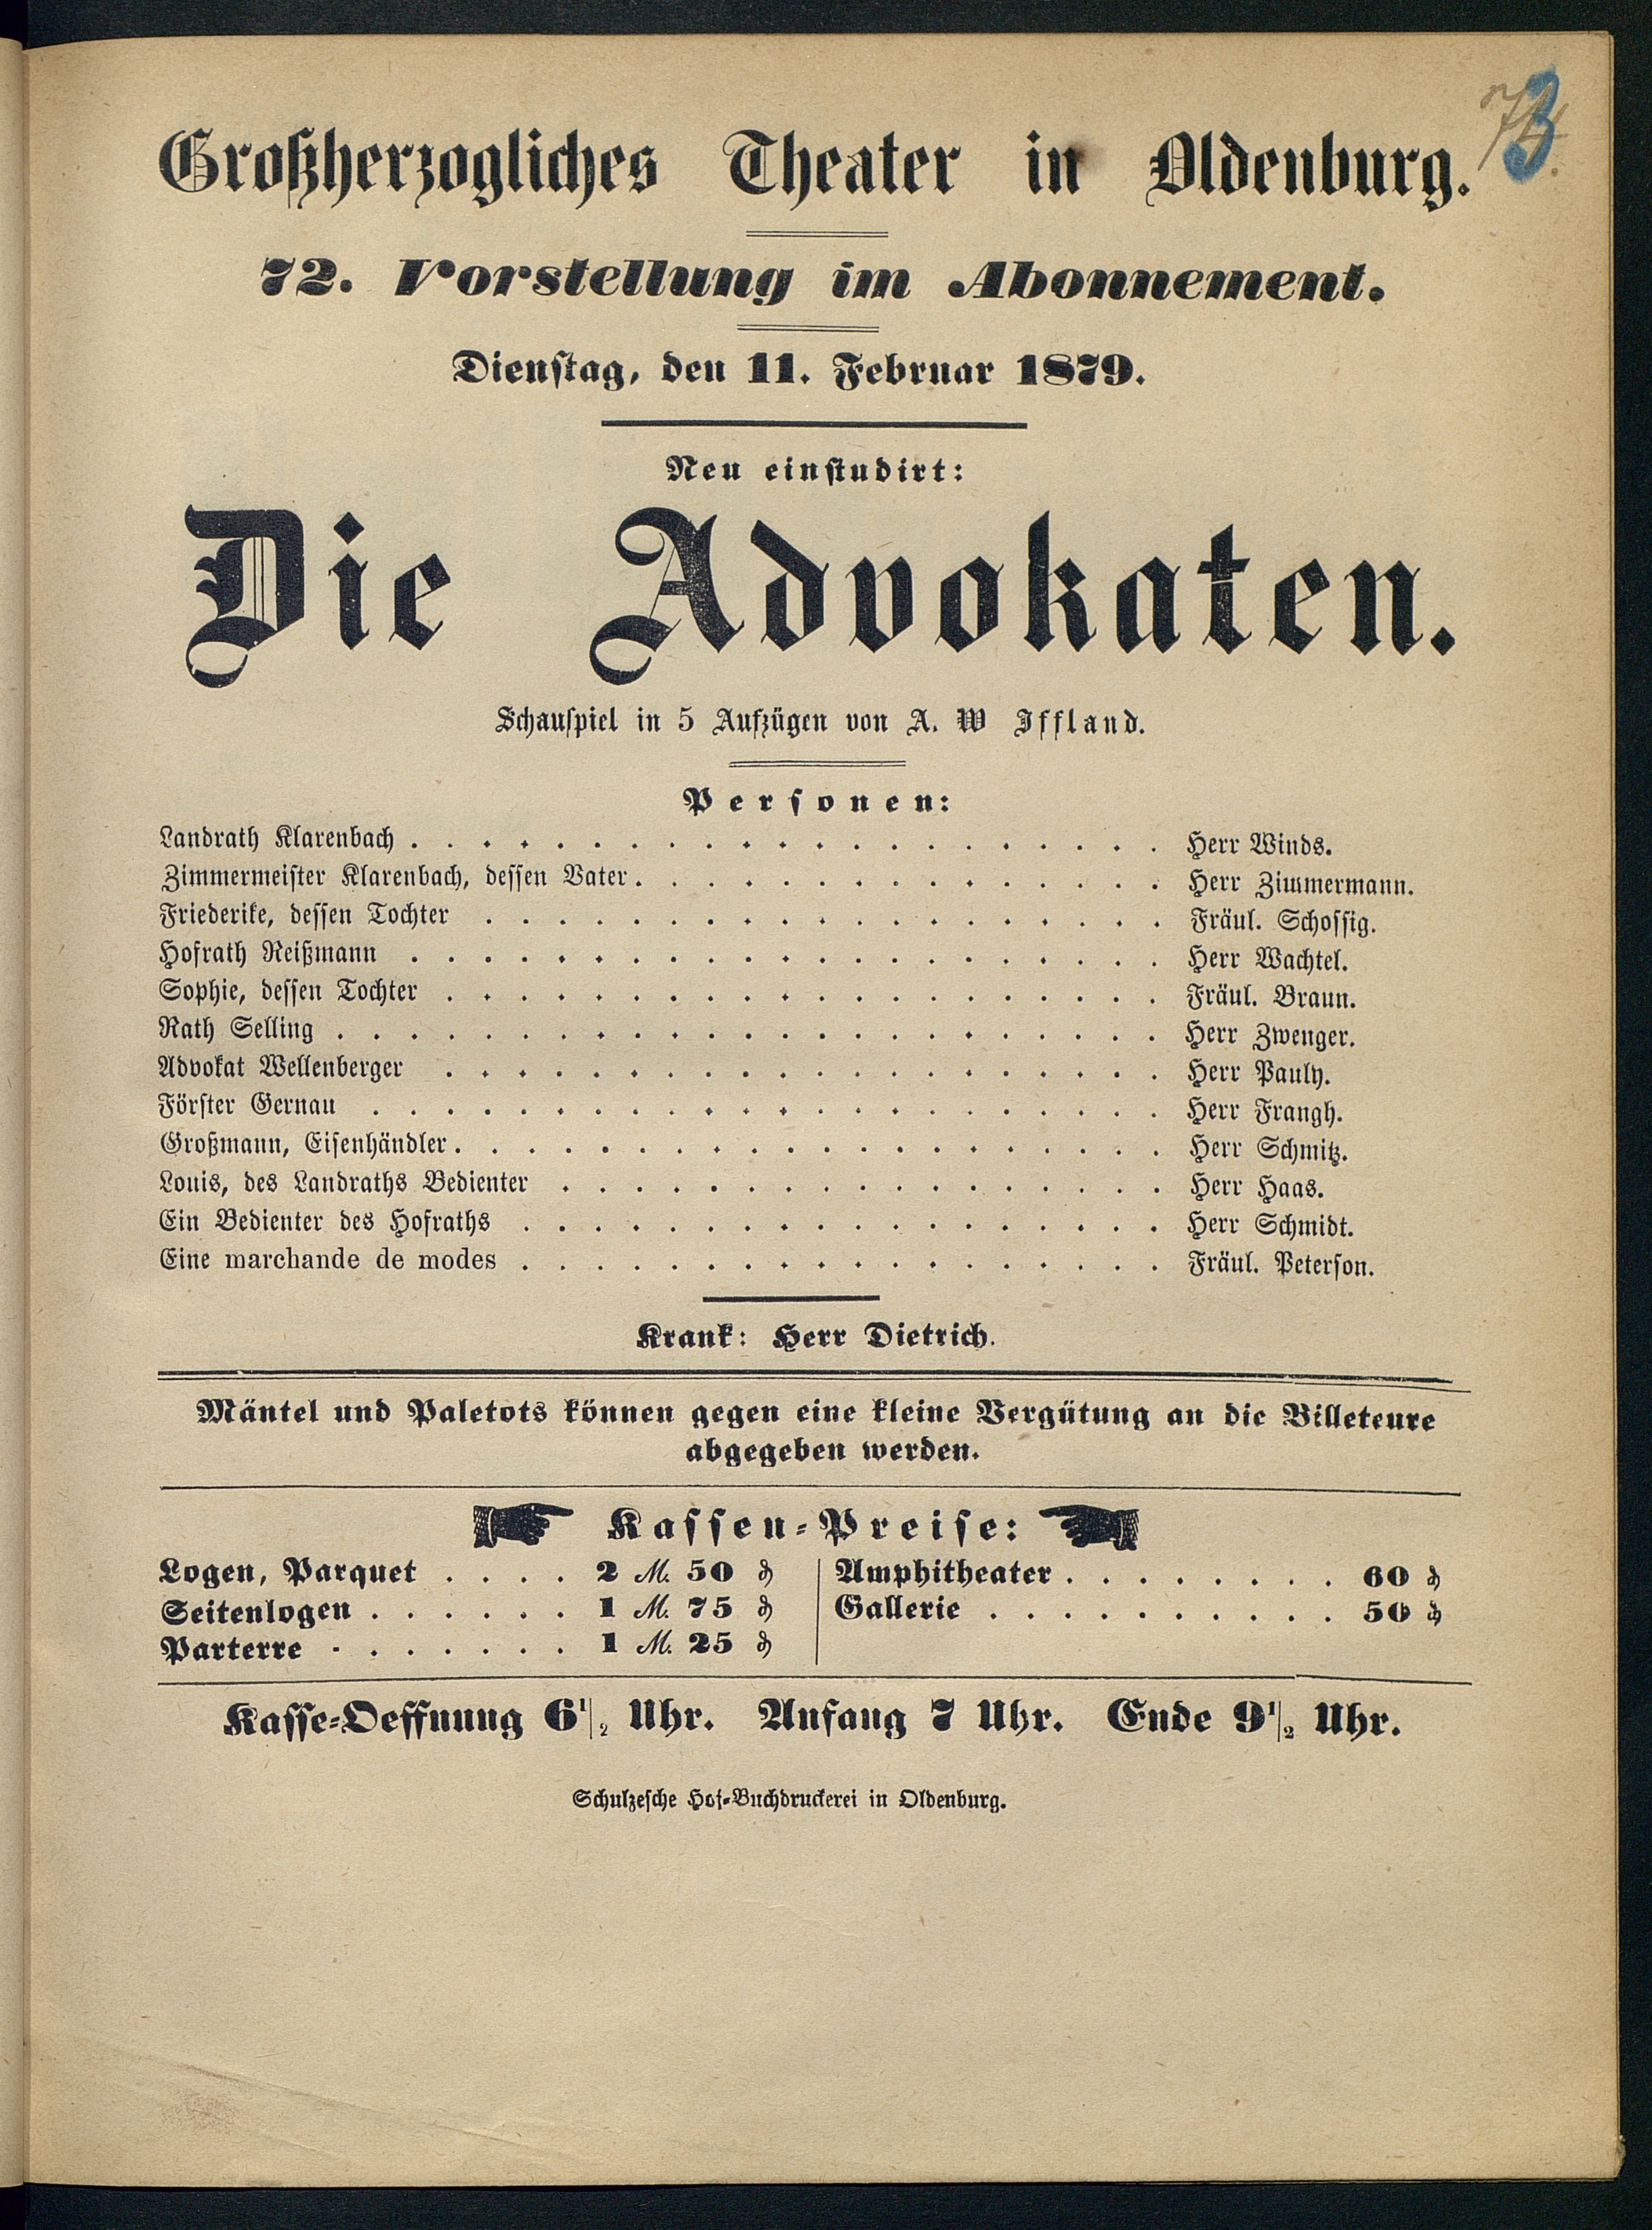 Großherzogliches Theater in Oldenburg.
72. Vorstellung im Abonnement.
Dienstag, den 11. Februar 1879.
Neu einstudirt:
Die Advokaten.
Schauspiel in 5 Aufzügen von A. W Iffland.
Personen:
Landrath Klarenbach . . . . . . . . . . . . . . . . . . . . . Herr Winds.
Zimmermeister Klarenbach, dessen Vater. . . . . . . . . . . . . . . Herr Zimmermann.
Friederike, dessen Tochter . . . . . . . . . . . . . . . . . . . Fräul. Schossig.
Hofrath Reißmann . . . . . . . . . . . . . . . . . . . . . Herr Wachtel.
Sophie, dessen Tochter . . . . . . . . . . . . . . . . . . . . Fräul. Braun.
Rath Selling . . . . . . . . . . . . . . . . . . . . . . . Herr Zwenger.
Advokat Wellenberger . . . . . . . . . . . . . . . . . . . . Herr Pauly.
Förster Gernau . . . . . . . . . . . . . . . . . . . . . . Herr Frangh.
Großmann, Eisenhändler. . . . . . . . . . . . . . . . . . . . Herr Schmitz.
Louis, des Landraths Bedienter . . . . . . . . . . . . . . . . . Herr Haas.
Ein Bedienter des Hofraths . . . . . . . . . . . . . . . . . . Herr Schmidt.
Eine marchande de modes . . . . . . . . . . . . . . . . . . Fräul. Peterson.
Krank: Herr Dietrich.
Mäntel und Paletots können gegen eine kleine Vergütung an die Billeteure
abgegeben werden.
Kassen-Preise:
Logen, Parquet . . . . 2 M. 50 ₰ Amphitheater . . . . . . . . 60 ₰
Seitenlogen . . . . . . 1 M. 75 ₰ Gallerie . . . . . . . . . . 50 ₰
Parterre . . . . . . . 1 M. 25 ₰
Kasse-Oeffnung 6½ Uhr. Anfang 7 Uhr. Ende 9½ Uhr.
Schulzesche Hof-Buchdruckerei in Oldenburg.